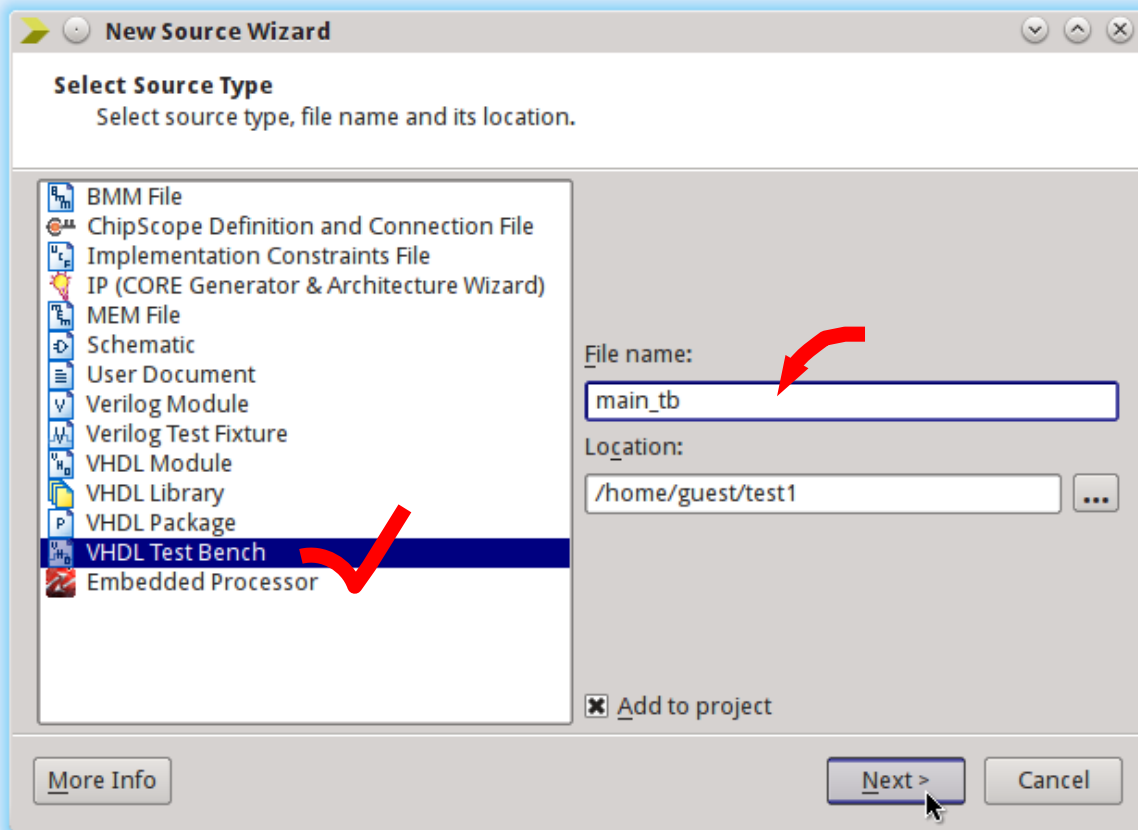 New Source Wizard
Select Source Type
Select source type, file name and its location.
BMM File
ChipScope Definition and Connection File
Implementation Constraints File
IP (CORE Generator & Architecture Wizard)
MEM File
Schematic
User Document
Verilog Module
Verilog Test Fixture
VHDL Module
VHDL Library
VHDL Package
VHDL Test Bench
Embedded Processor
File name:
main_tb
Location:
/home/guest/test1
...
Add to project
More Info
Next >
Cancel